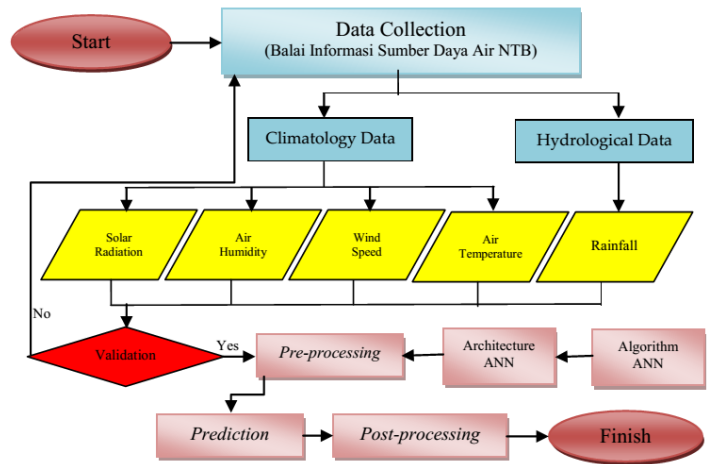 Start
Data Collection
(Balai Informasi Sumber Daya Air NTB)
Climatology Data
Hydrological Data
Solar
Radiation
Air
Humidity
Wind
Speed
Air
Temperature
Rainfall
No
Validation
Yes
Pre-processing
Architecture
ANN
Algorithm
ANN
Prediction
Post-processing
Finish